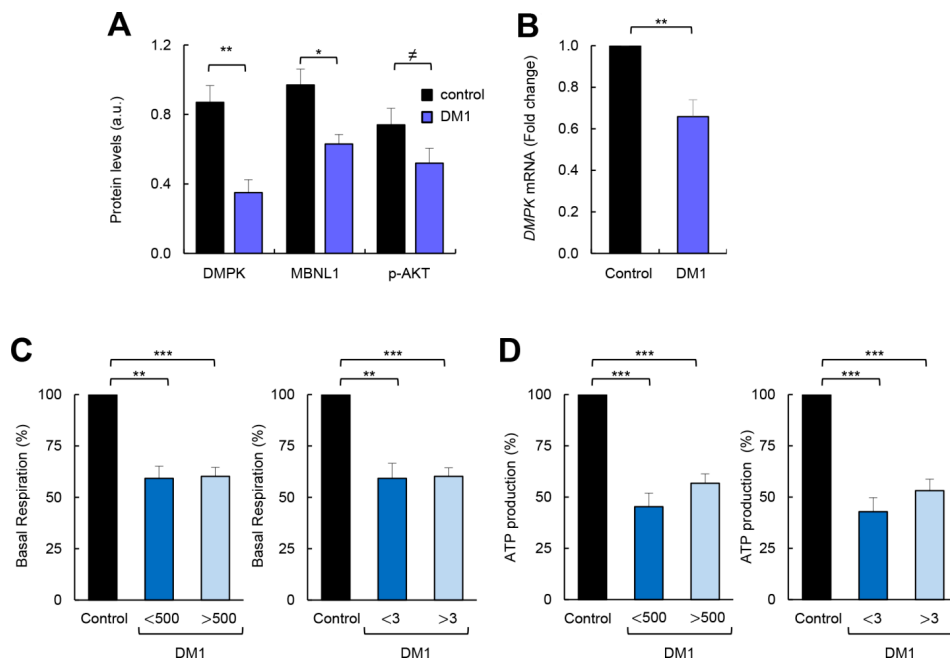 A
B
**
*
≠
**
1.2
0.8
0.4
0.0
Protein levels (a.u.)
control
DM1
DMPK
MBNL1
p-AKT
1.0
0.8
0.6
0.4
0.2
0.0
DMPK mRNA (Fold change)
Control
DM1
C
D
***
**
100
75
50
25
0
Basal Respiration (%)
Control
<500
>500
DM1
***
**
100
75
50
25
0
Basal Respiration (%)
Control
<3
>3
DM1
***
***
100
75
50
25
0
ATP production (%)
Control
<500
>500
DM1
***
***
100
75
50
25
0
ATP production (%)
Control
<3
>3
DM1